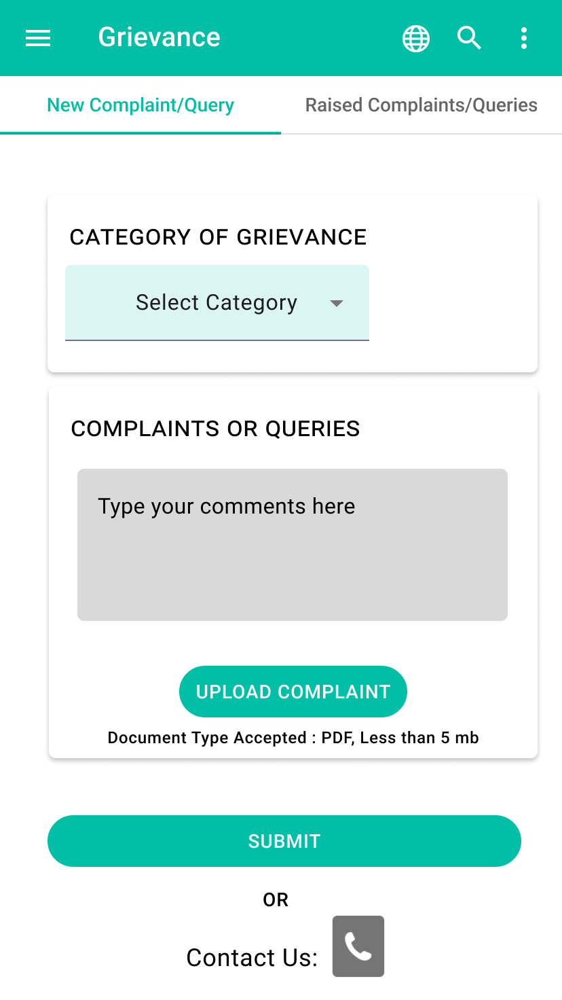 Grievance
New Complaint/Query
Raised Complaints/Queries
CATEGORY OF GRIEVANCE
Select Category
COMPLAINTS OR QUERIES
Type your comments here
UPLOAD COMPLAINT
Document Type Accepted : PDF, Less than 5 mb
SUBMIT
OR
Contact Us: